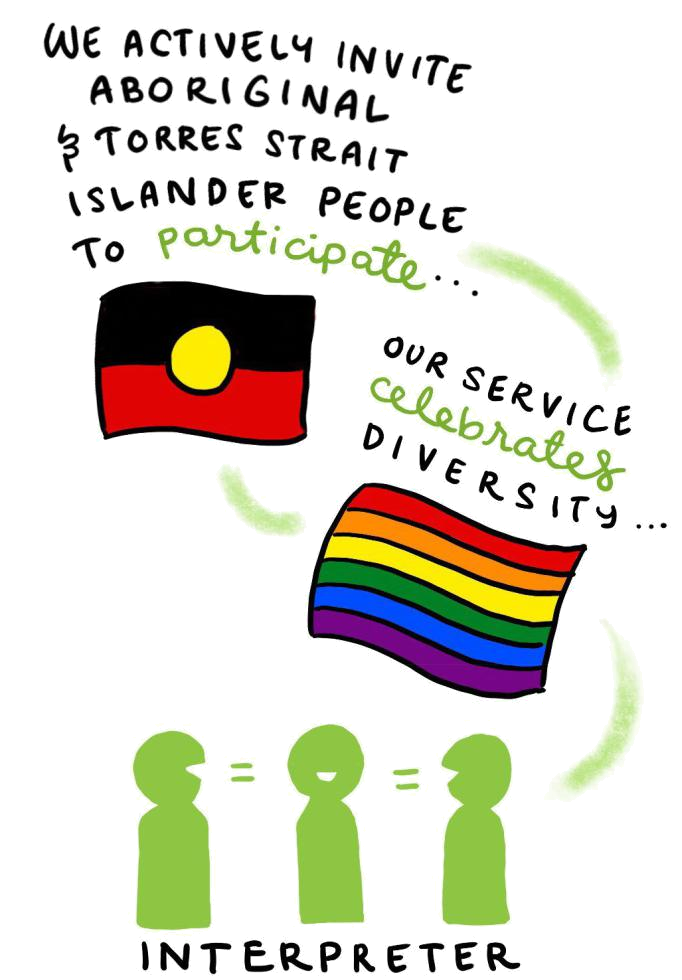 WE ACTIVELY INVITE
ABORIGINAL
& TORRES STRAIT
ISLANDER PEOPLE
TO participate...
OUR SERVICE
celebrates
DIVERSITY...
= =
INTERPRETER